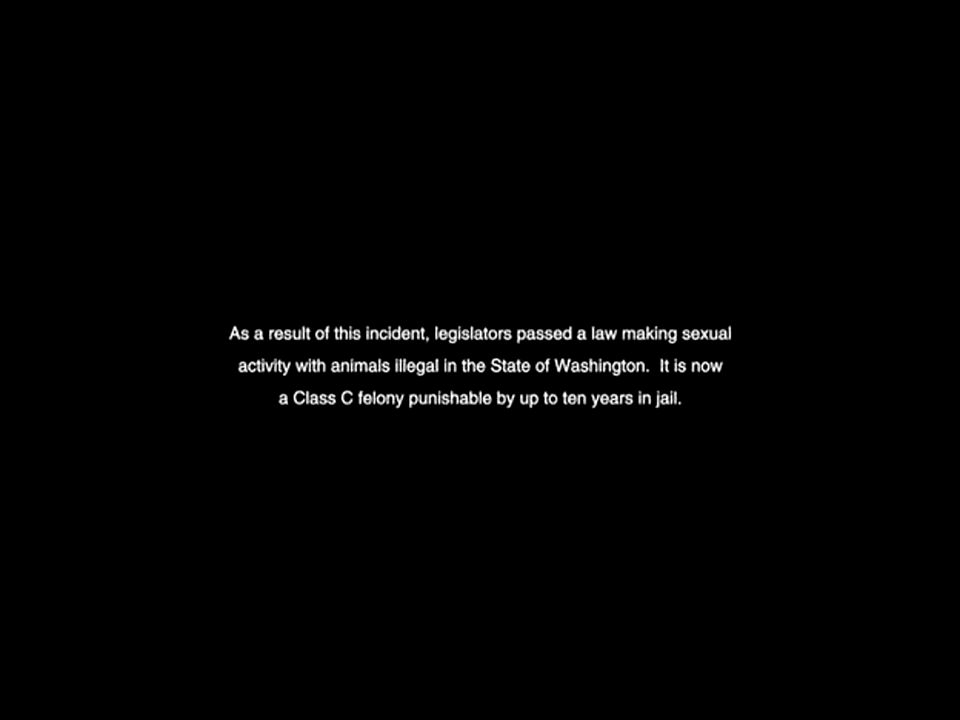 As a result of this incident, legislators passed a law making sexual
activity with animals illegal in the State of Washington.  It is now
a Class C felony punishable by up to ten years in jail.